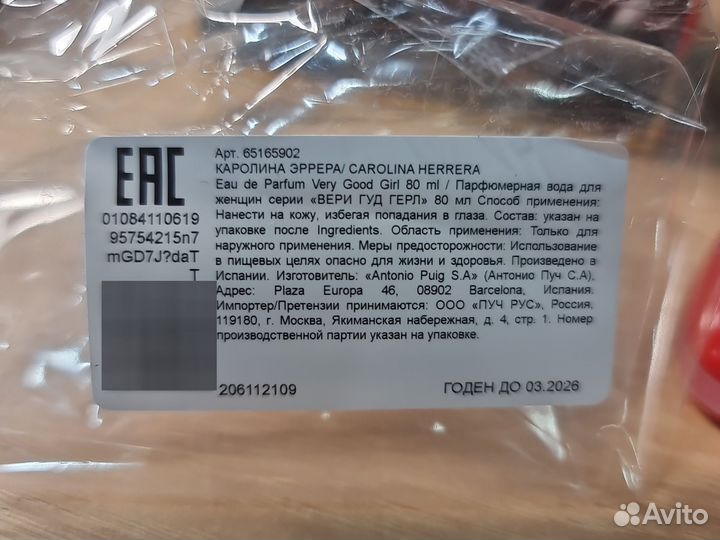 EAC
01084110619
95754215n7
mGD7J?daT
T
Арт. 65165902
КАРОЛИНА ЭРРЕРА/ CAROLINA HERRERA
Eau de Parfum Very Good Girl 80 ml / Парфюмерная вода для
женщин серии «ВЕРИ ГУД ГЕРЛ» 80 мл Способ применения:
Нанести на кожу, избегая попадания в глаза. Состав: указан на
упаковке после Ingredients. Область применения: Только для
наружного применения. Меры предосторожности: Использование
в пищевых целях опасно для жизни и здоровья. Произведено в
Испании. Изготовитель: «Antonio Puig S.A» (Антонио Пуч С.А),
Адрес: Plaza Europa 46, 08902 Barcelona, Испания.
Импортер/Претензии принимаются: ООО «ПУЧ РУС», Россия,
119180, г. Москва, Якиманская набережная, д. 4, стр. 1. Номер
производственной партии указан на упаковке.
206112109
ГОДЕН ДО 03.2026
Avito